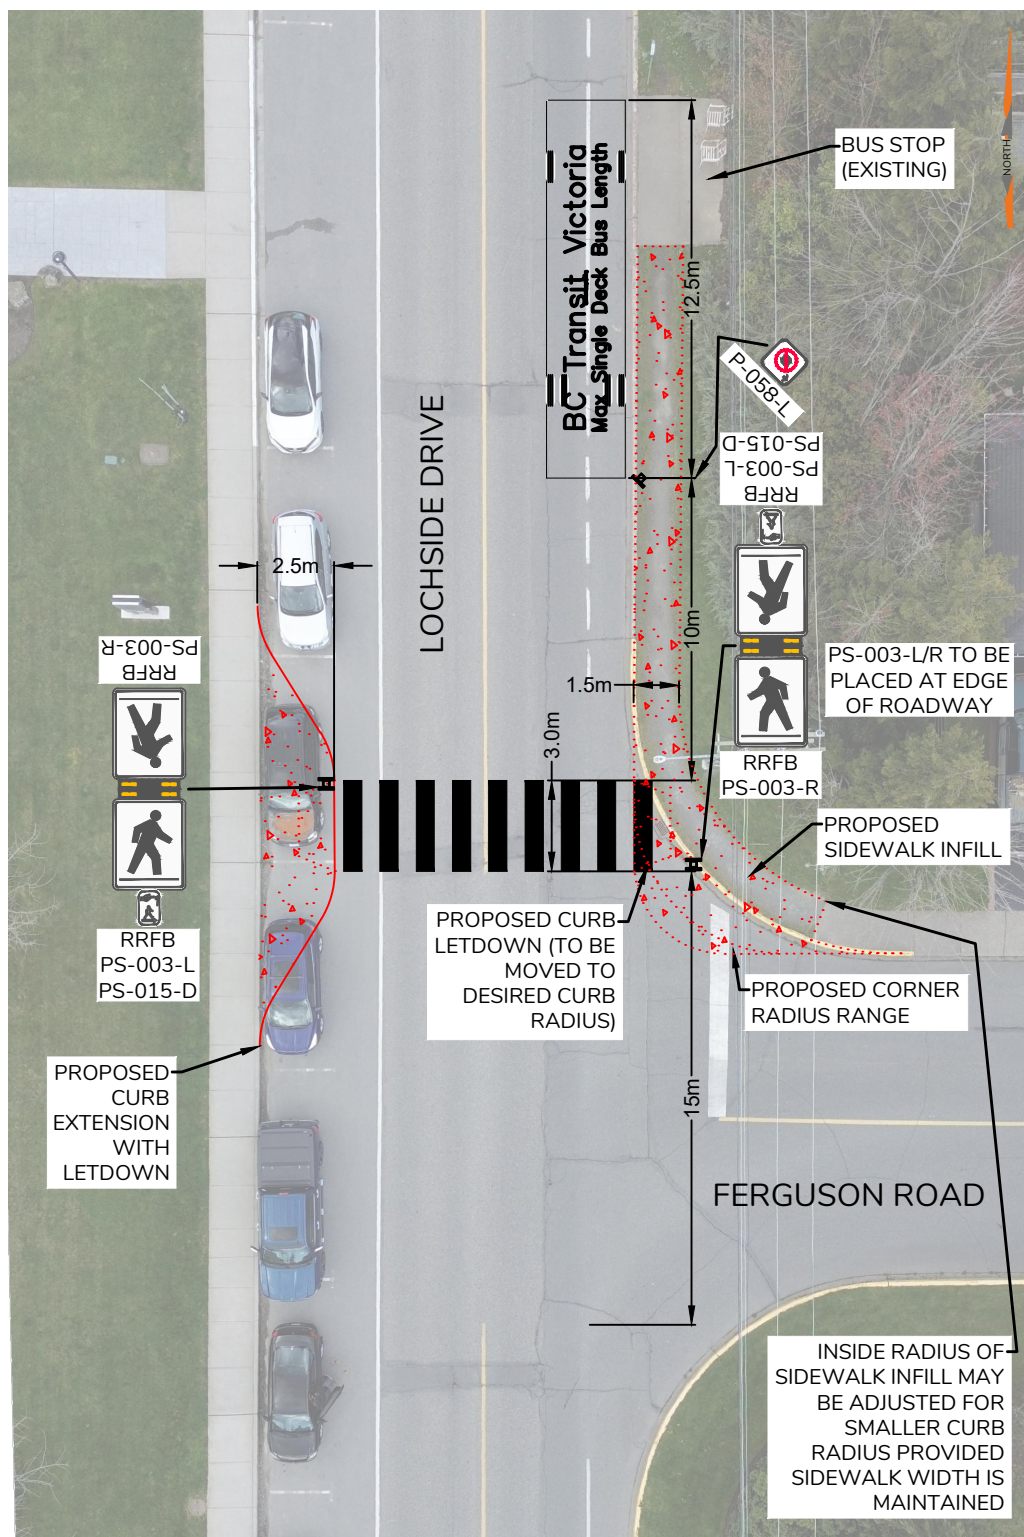 NORTH
BUS STOP
(EXISTING)
BC Transit Victoria
Max Single Deck Bus Length
12.5m
P-058-L
RRFB
PS-003-L
PS-015-D
LOCHSIDE DRIVE
2.5m
10m
RRFB
PS-003-R
1.5m
PS-003-L/R TO BE
PLACED AT EDGE
OF ROADWAY
3.0m
RRFB
PS-003-R
PROPOSED
SIDEWALK INFILL
PROPOSED CURB
LETDOWN (TO BE
MOVED TO
DESIRED CURB
RADIUS)
RRFB
PS-003-L
PS-015-D
PROPOSED CORNER
RADIUS RANGE
PROPOSED
CURB
EXTENSION
WITH
LETDOWN
15m
FERGUSON ROAD
INSIDE RADIUS OF
SIDEWALK INFILL MAY
BE ADJUSTED FOR
SMALLER CURB
RADIUS PROVIDED
SIDEWALK WIDTH IS
MAINTAINED